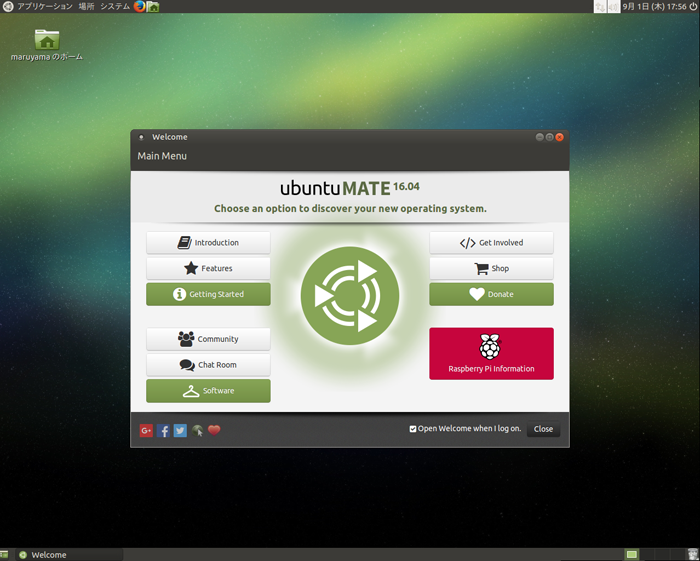 アプリケーション 場所 システム
9月 1日 (木) 17:56
maruyama のホーム
Welcome
Main Menu
ubuntu MATE 16.04
Choose an option to discover your new operating system.
Introduction
Features
Getting Started
Community
Chat Room
Software
Get Involved
Shop
Donate
Raspberry Pi Information
G+
Open Welcome when I log on.
Close
Welcome